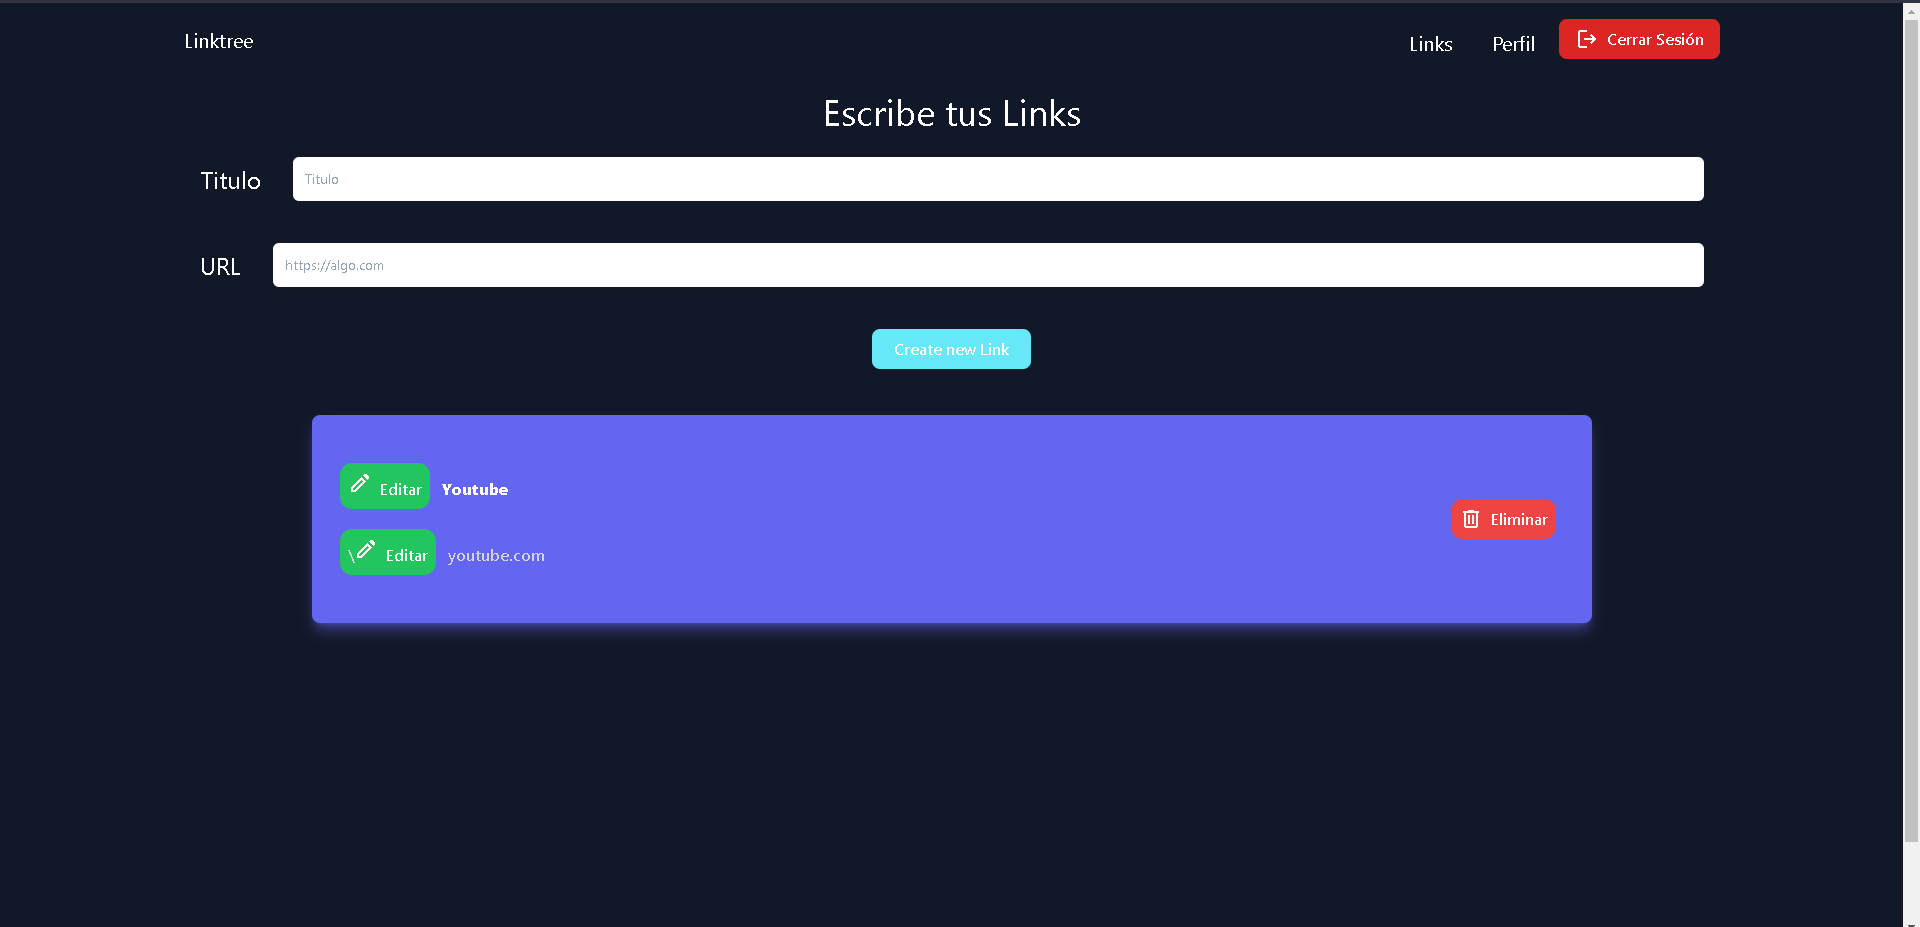 Linktree
Links Perfil Cerrar Sesión
Escribe tus Links
Titulo Titulo
URL https://algo.com
Create new Link
Editar Youtube
Eliminar
\ Editar youtube.com